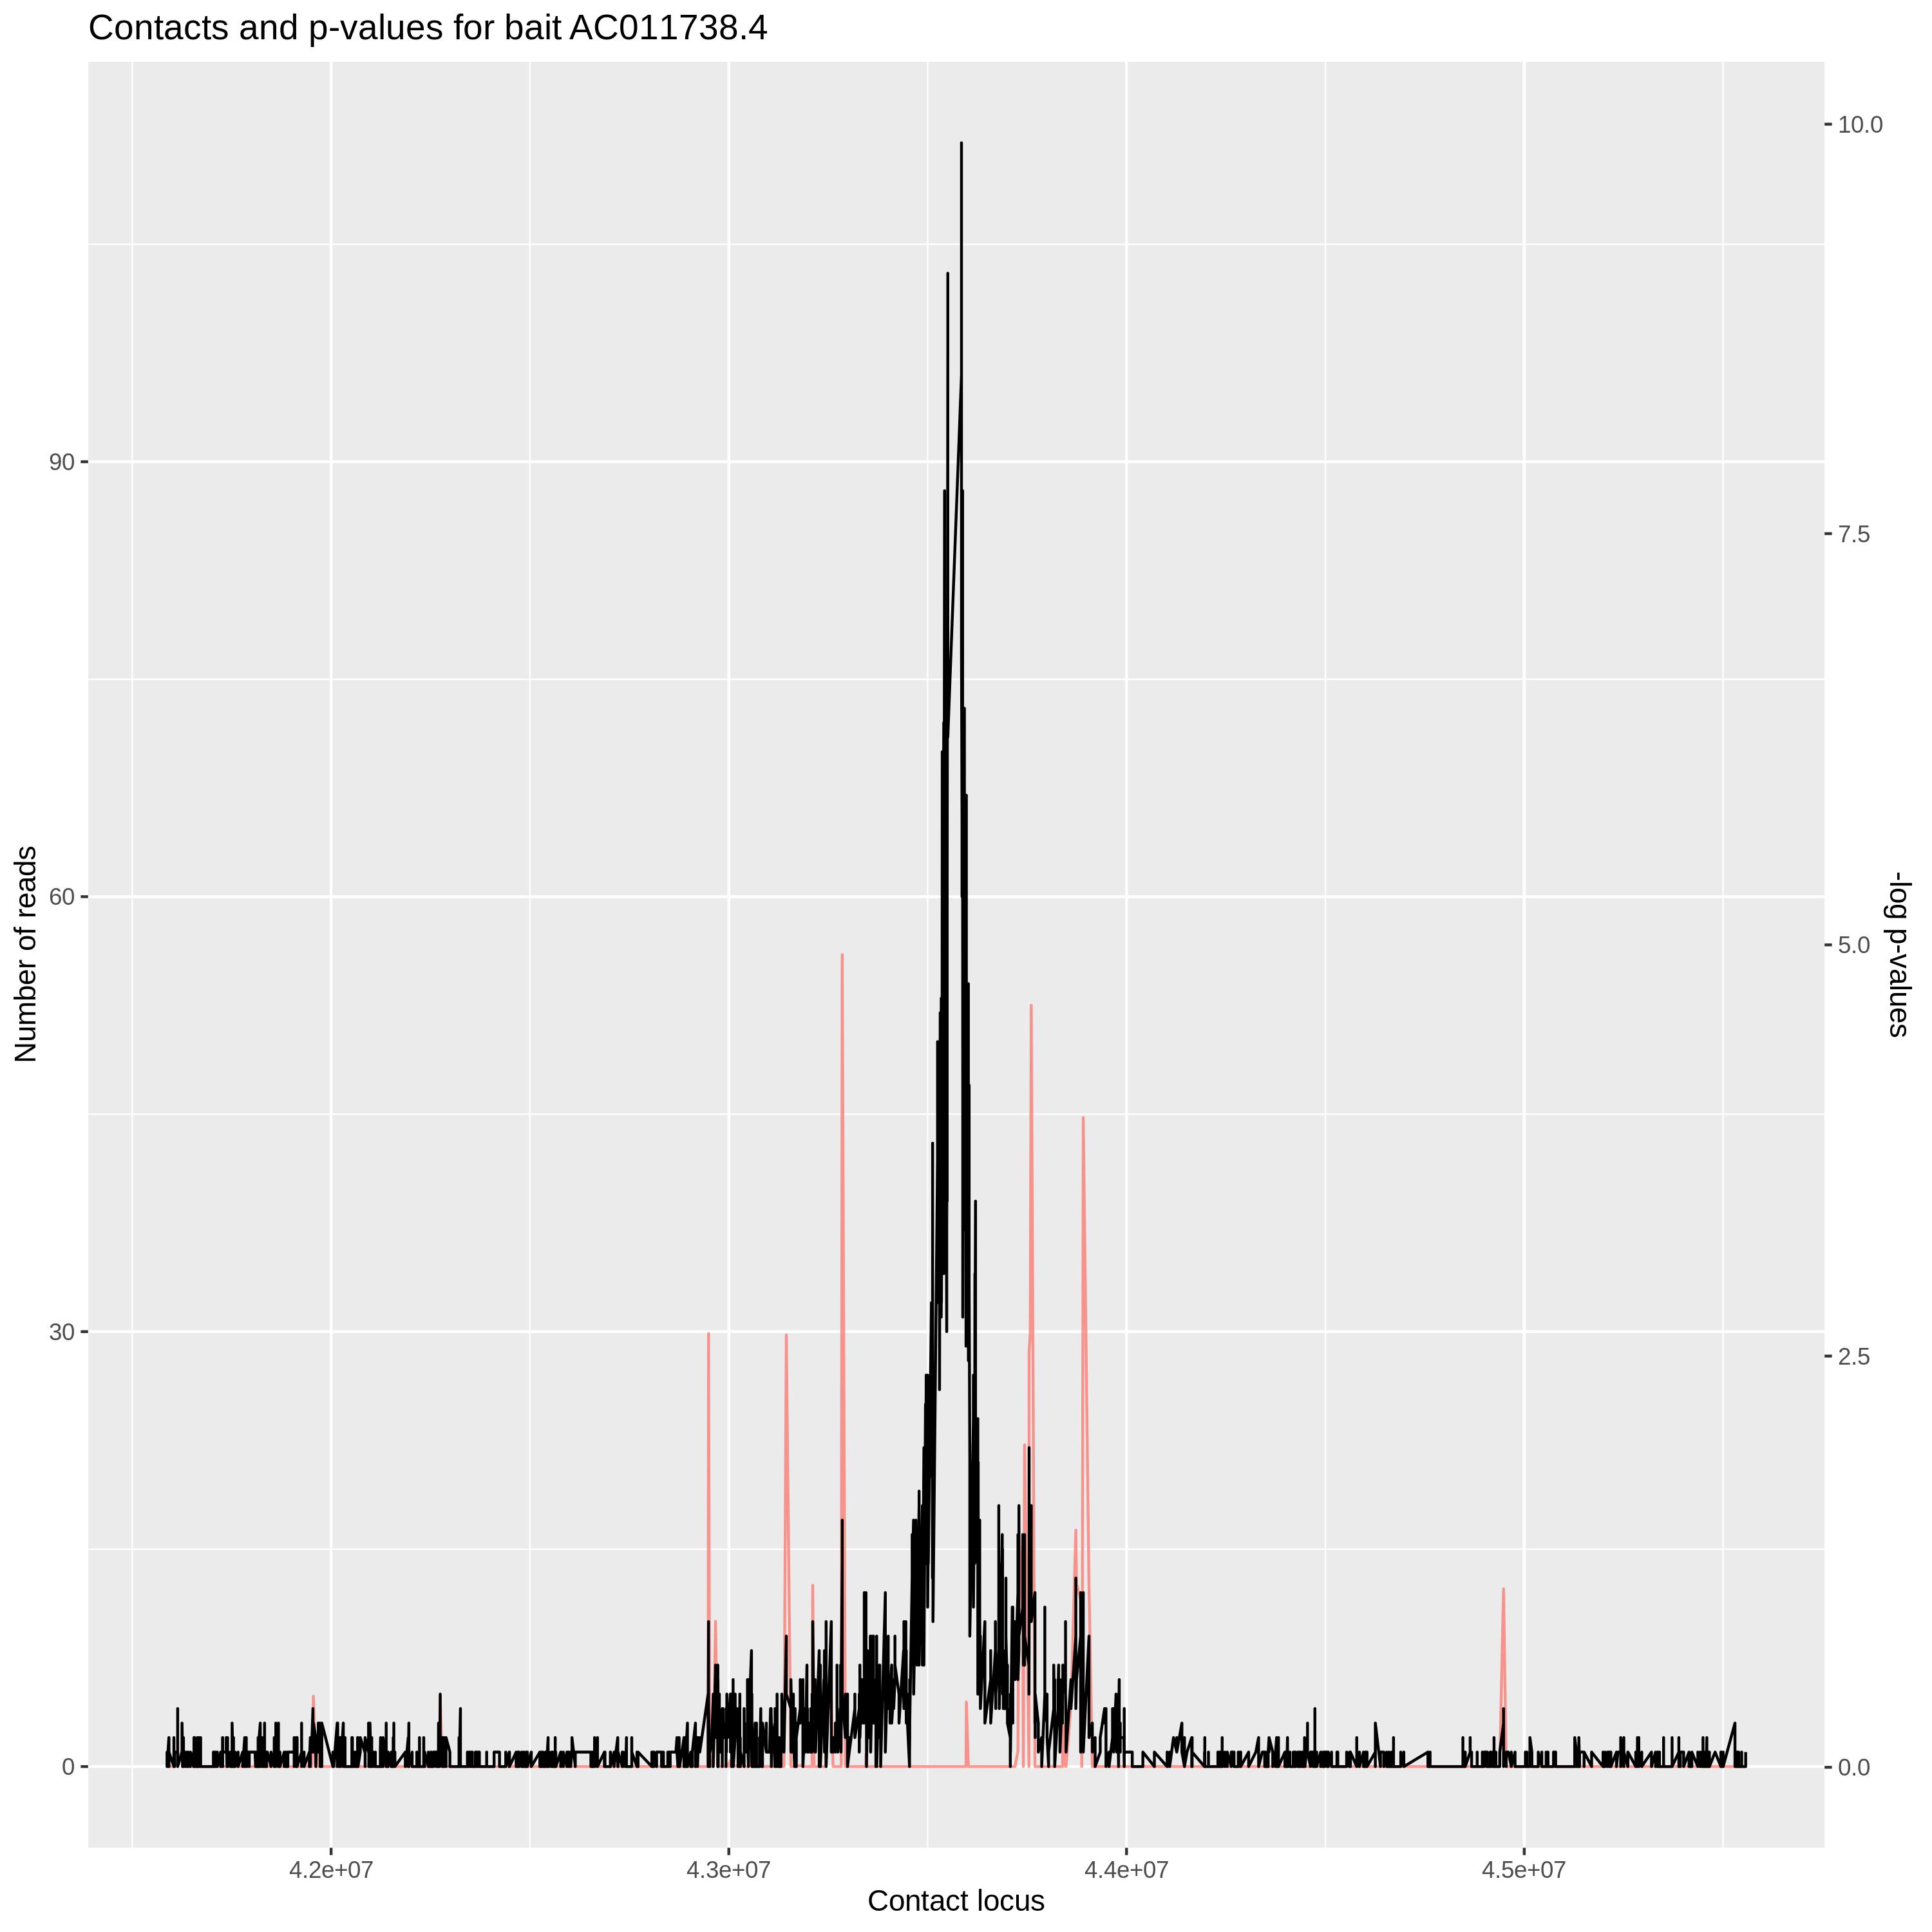 Contacts and p-values for bait AC011738.4
10.0
90
7.5
60
5.0
Number of reads
-log p-values
30
2.5
0
0.0
4.2e+07
4.3e+07
4.4e+07
4.5e+07
Contact locus